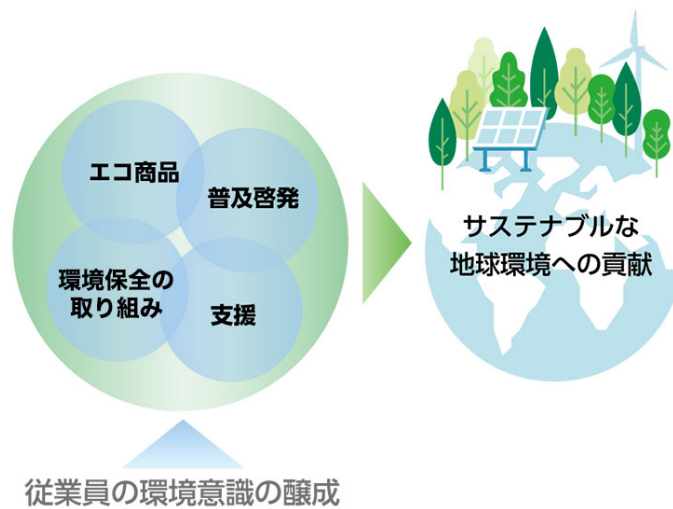 エコ商品
普及啓発
環境保全の
取り組み
支援
サステナブルな
地球環境への貢献
従業員の環境意識の醸成